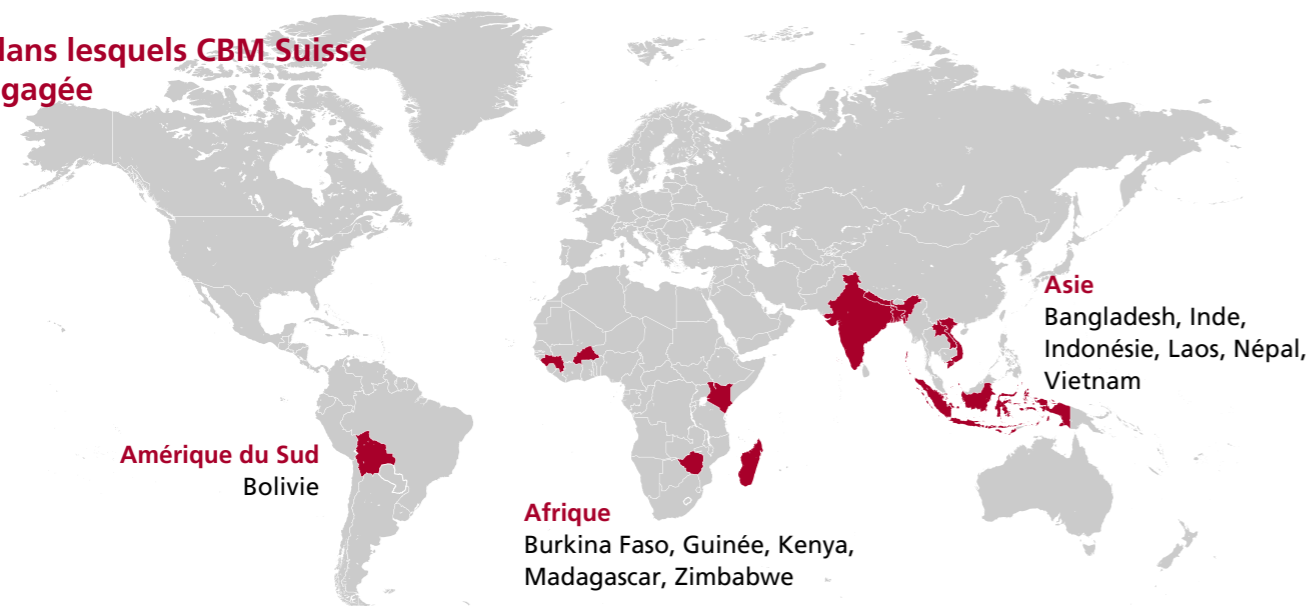 dans lesquels CBM Suisse
gagée
Asie
Bangladesh, Inde,
Indonésie, Laos, Népal,
Vietnam
Amérique du Sud
Bolivie
Afrique
Burkina Faso, Guinée, Kenya,
Madagascar, Zimbabwe